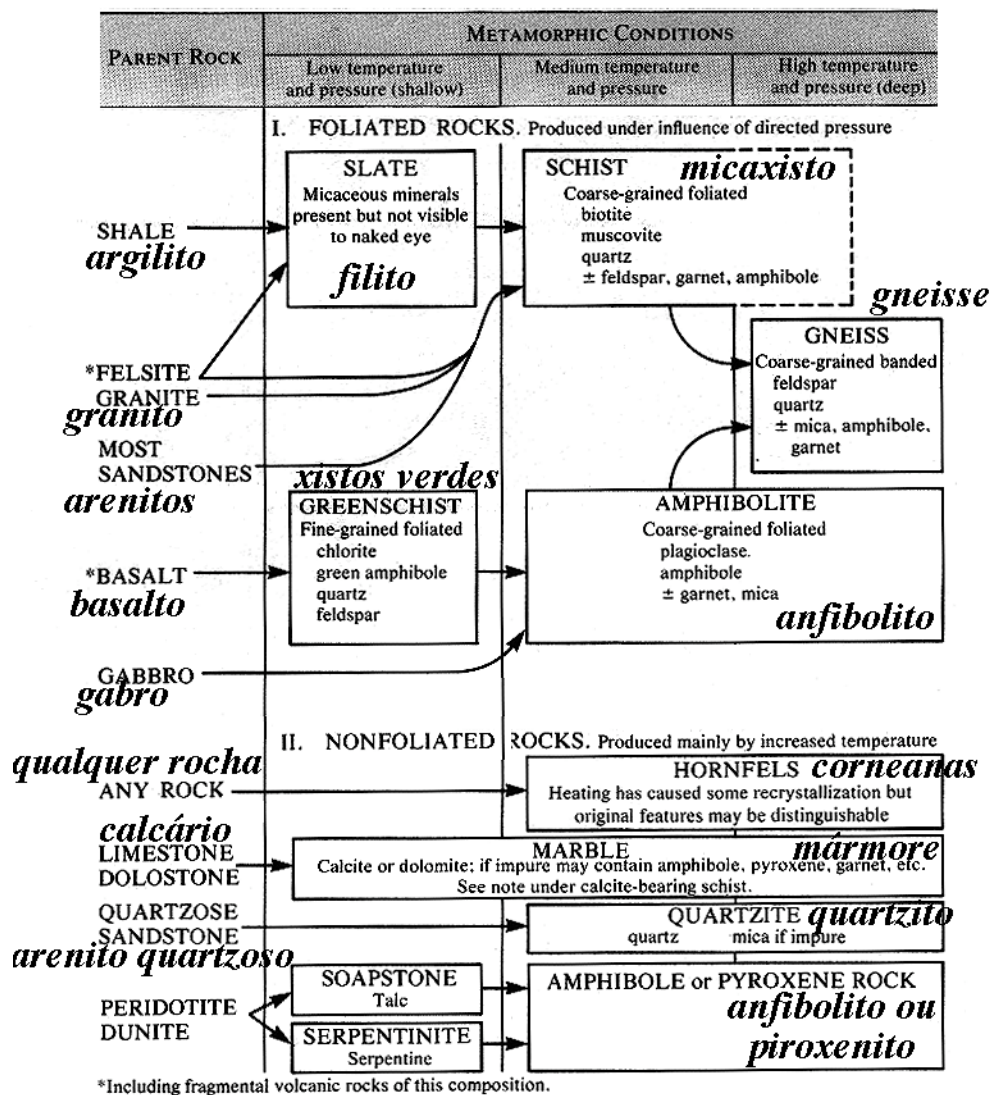 PARENT ROCK
METAMORPHIC CONDITIONS
Low temperature
and pressure (shallow)
Medium temperature
and pressure
High temperature
and pressure (deep)
I. FOLIATED ROCKS. Produced under influence of directed pressure
SLATE
Micaceous minerals
present but not visible
to naked eye
filito
SCHIST
micaxisto
Coarse-grained foliated
biotite
muscovite
quartz
± feldspar, garnet, amphibole
SHALE
argilito
gneisse
GNEISS
Coarse-grained banded
feldspar
quartz
± mica, amphibole,
garnet
*FELSITE
GRANITE
granito
MOST
SANDSTONES
arenitos
xistos verdes
GREENSCHIST
Fine-grained foliated
chlorite
green amphibole
quartz
feldspar
AMPHIBOLITE
Coarse-grained foliated
plagioclase.
amphibole
± garnet, mica
anfibolito
*BASALT
basalto
GABBRO
gabro
II. NONFOLIATED ROCKS. Produced mainly by increased temperature
qualquer rocha
ANY ROCK
HORNFELS corneanas
Heating has caused some recrystallization but
original features may be distinguishable
calcário
LIMESTONE
DOLOSTONE
MARBLE mármore
Calcite or dolomite; if impure may contain amphibole, pyroxene, garnet, etc.
See note under calcite-bearing schist.
QUARTZOSE
SANDSTONE
arenito quartzoso
QUARTZITE quartzito
quartz mica if impure
PERIDOTITE
DUNITE
SOAPSTONE
Talc
SERPENTINITE
Serpentine
AMPHIBOLE or PYROXENE ROCK
anfibolito ou
piroxenito
*Including fragmental volcanic rocks of this composition.